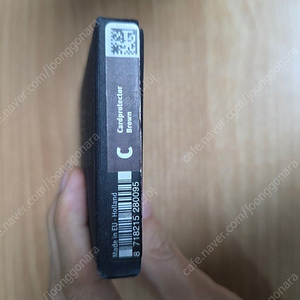 Cardprotector
Brown
C
Made in EU - Holland
8 718215 280095
cafe.naver.com/joonggonara